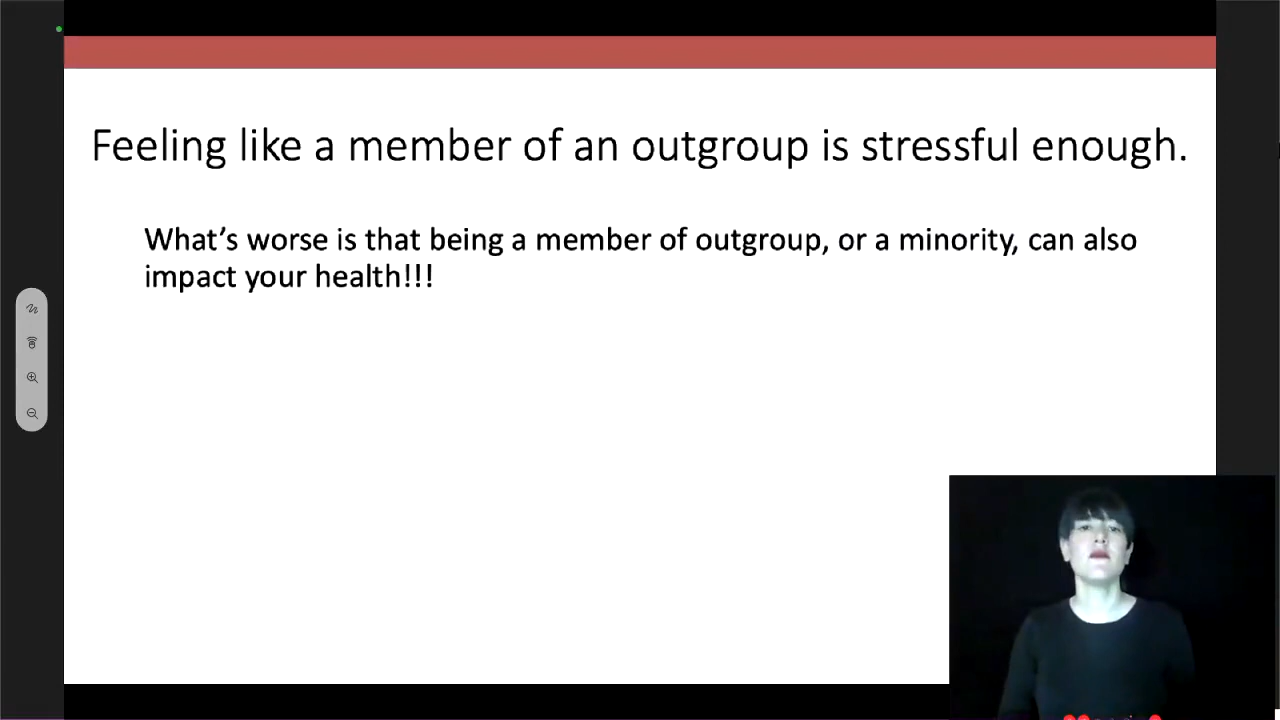 Feeling like a member of an outgroup is stressful enough.
What's worse is that being a member of outgroup, or a minority, can also
impact your health!!!